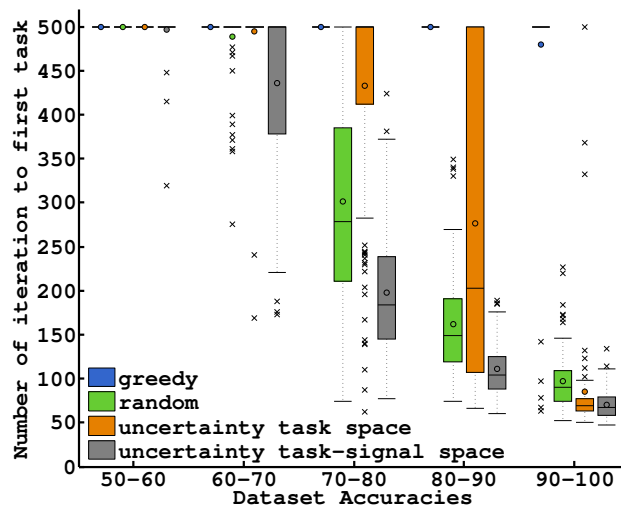 Number of iteration to first task
500
450
400
350
300
250
200
150
100
50
0
greedy
random
uncertainty task space
uncertainty task-signal space
50-60 60-70 70-80 80-90 90-100
Dataset Accuracies